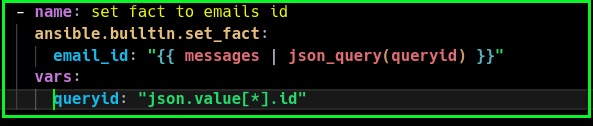 - name: set fact to emails id
  ansible.builtin.set_fact:
    email_id: "{{ messages | json_query(queryid) }}"
  vars:
    queryid: "json.value[*].id"